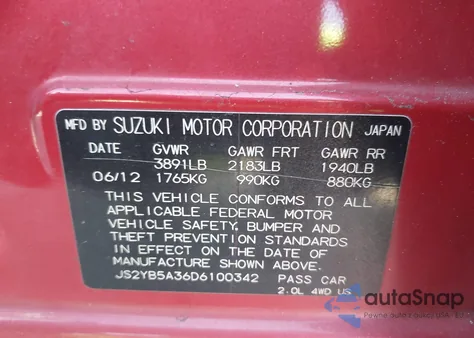 MFD BY SUZUKI MOTOR CORPORATION JAPAN
DATE GVWR GAWR FRT GAWR RR
3891LB 2183LB 1940LB
06/12 1765KG 990KG 880KG
THIS VEHICLE CONFORMS TO ALL
APPLICABLE FEDERAL MOTOR
VEHICLE SAFETY, BUMPER AND
THEFT PREVENTION STANDARDS
IN EFFECT ON THE DATE OF
MANUFACTURE SHOWN ABOVE.
JS2YB5A36D6100342 PASS CAR
2.0L 4WD US
autoSnap